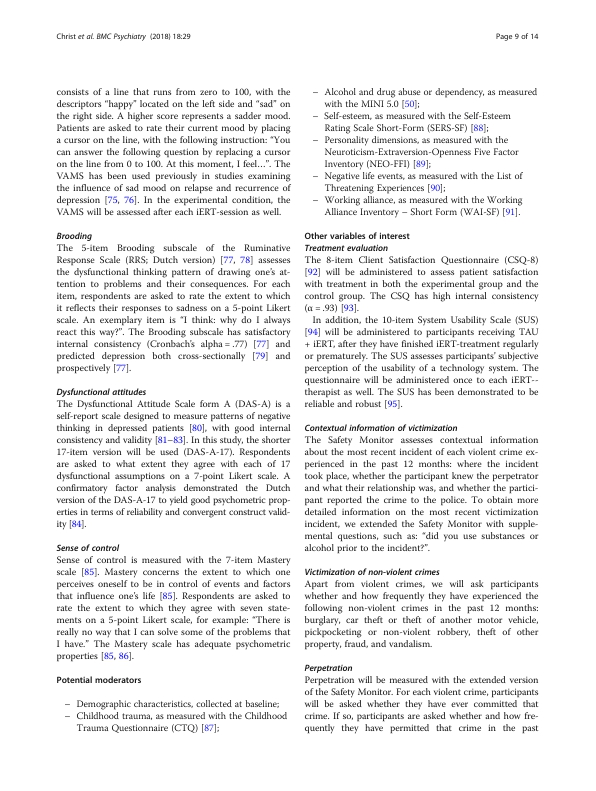 Christ et al. BMC Psychiatry (2018) 18:29
Page 9 of 14
consists of a line that runs from zero to 100, with the
descriptors “happy” located on the left side and “sad” on
the right side. A higher score represents a sadder mood.
Patients are asked to rate their current mood by placing
a cursor on the line, with the following instruction: “You
can answer the following question by replacing a cursor
on the line from 0 to 100. At this moment, I feel…”. The
VAMS has been used previously in studies examining
the influence of sad mood on relapse and recurrence of
depression [75, 76]. In the experimental condition, the
VAMS will be assessed after each iERT-session as well.
Brooding
The 5-item Brooding subscale of the Ruminative
Response Scale (RRS; Dutch version) [77, 78] assesses
the dysfunctional thinking pattern of drawing one’s at-
tention to problems and their consequences. For each
item, respondents are asked to rate the extent to which
it reflects their responses to sadness on a 5-point Likert
scale. An exemplary item is “I think: why do I always
react this way?”. The Brooding subscale has satisfactory
internal consistency (Cronbach’s alpha = .77) [77] and
predicted depression both cross-sectionally [79] and
prospectively [77].
Dysfunctional attitudes
The Dysfunctional Attitude Scale form A (DAS-A) is a
self-report scale designed to measure patterns of negative
thinking in depressed patients [80], with good internal
consistency and validity [81–83]. In this study, the shorter
17-item version will be used (DAS-A-17). Respondents
are asked to what extent they agree with each of 17
dysfunctional assumptions on a 7-point Likert scale. A
confirmatory factor analysis demonstrated the Dutch
version of the DAS-A-17 to yield good psychometric prop-
erties in terms of reliability and convergent construct valid-
ity [84].
Sense of control
Sense of control is measured with the 7-item Mastery
scale [85]. Mastery concerns the extent to which one
perceives oneself to be in control of events and factors
that influence one’s life [85]. Respondents are asked to
rate the extent to which they agree with seven state-
ments on a 5-point Likert scale, for example: “There is
really no way that I can solve some of the problems that
I have.” The Mastery scale has adequate psychometric
properties [85, 86].
Potential moderators
– Demographic characteristics, collected at baseline;
– Childhood trauma, as measured with the Childhood
Trauma Questionnaire (CTQ) [87];
– Alcohol and drug abuse or dependency, as measured
with the MINI 5.0 [50];
– Self-esteem, as measured with the Self-Esteem
Rating Scale Short-Form (SERS-SF) [88];
– Personality dimensions, as measured with the
Neuroticism-Extraversion-Openness Five Factor
Inventory (NEO-FFI) [89];
– Negative life events, as measured with the List of
Threatening Experiences [90];
– Working alliance, as measured with the Working
Alliance Inventory – Short Form (WAI-SF) [91].
Other variables of interest
Treatment evaluation
The 8-item Client Satisfaction Questionnaire (CSQ-8)
[92] will be administered to assess patient satisfaction
with treatment in both the experimental group and the
control group. The CSQ has high internal consistency
(α = .93) [93].
In addition, the 10-item System Usability Scale (SUS)
[94] will be administered to participants receiving TAU
+ iERT, after they have finished iERT-treatment regularly
or prematurely. The SUS assesses participants’ subjective
perception of the usability of a technology system. The
questionnaire will be administered once to each iERT--
therapist as well. The SUS has been demonstrated to be
reliable and robust [95].
Contextual information of victimization
The Safety Monitor assesses contextual information
about the most recent incident of each violent crime ex-
perienced in the past 12 months: where the incident
took place, whether the participant knew the perpetrator
and what their relationship was, and whether the partici-
pant reported the crime to the police. To obtain more
detailed information on the most recent victimization
incident, we extended the Safety Monitor with supple-
mental questions, such as: “did you use substances or
alcohol prior to the incident?”.
Victimization of non-violent crimes
Apart from violent crimes, we will ask participants
whether and how frequently they have experienced the
following non-violent crimes in the past 12 months:
burglary, car theft or theft of another motor vehicle,
pickpocketing or non-violent robbery, theft of other
property, fraud, and vandalism.
Perpetration
Perpetration will be measured with the extended version
of the Safety Monitor. For each violent crime, participants
will be asked whether they have ever committed that
crime. If so, participants are asked whether and how fre-
quently they have permitted that crime in the past